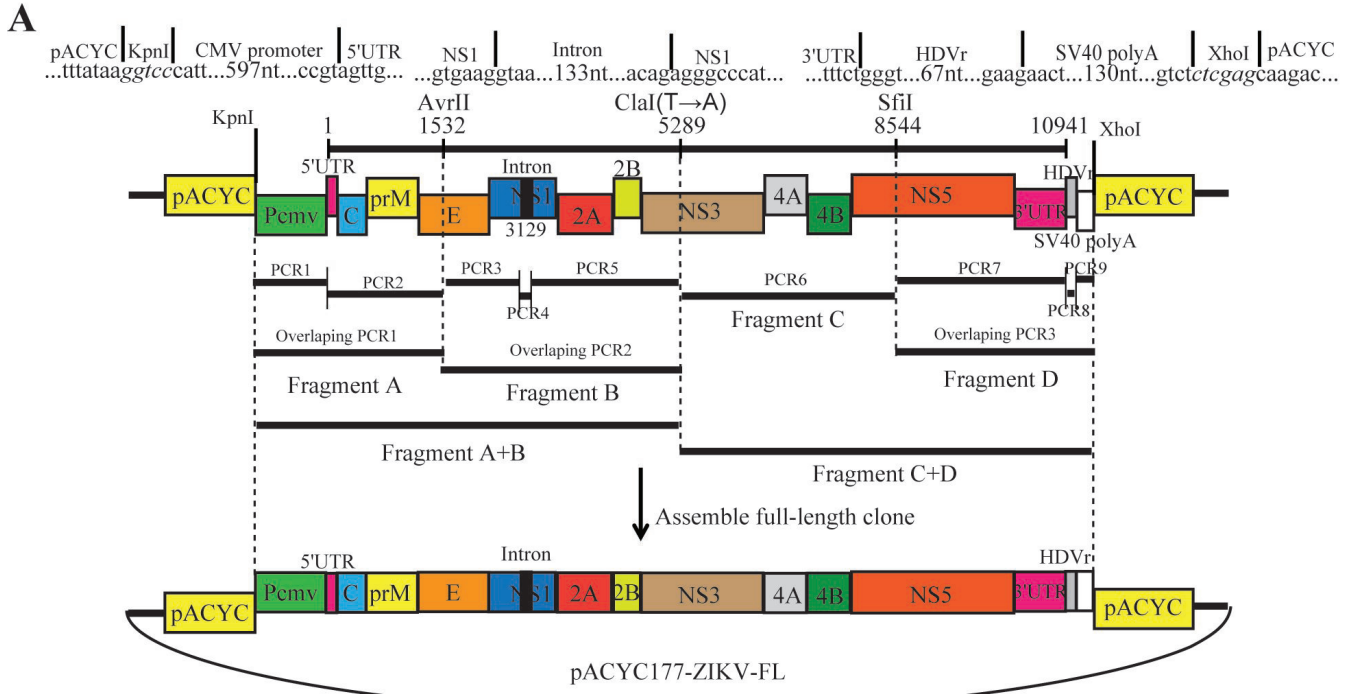 A
pACYC KpnI CMV promoter 5'UTR NS1 Intron NS1 3'UTR HDVr SV40 polyA XhoI pACYC
...tttataaggtcccatt...597nt...ccgtagttg... ...gtgaaggtaa...133nt...acagagggcccat... ...tttctgggt...67nt...gaagaact...130nt...gtctctcgagcaagac...
KpnI 1 AvrII ClaI(T→A) SfiI XhoI
1532 5289 8544 10941
5'UTR Intron 2B HDVr
pACYC Pcmv C prM E NS1 2A NS3 4A 4B NS5 3'UTR pACYC
3129 SV40 polyA
PCR1 PCR2 PCR3 PCR4 PCR5 PCR6 PCR7 PCR8 PCR9
Fragment C
Overlaping PCR1 Overlaping PCR2 Overlaping PCR3
Fragment A Fragment B Fragment D
Fragment A+B Fragment C+D
Assemble full-length clone
5'UTR Intron HDVr
pACYC Pcmv C prM E NS1 2A 2B NS3 4A 4B NS5 3'UTR pACYC
pACYC177-ZIKV-FL